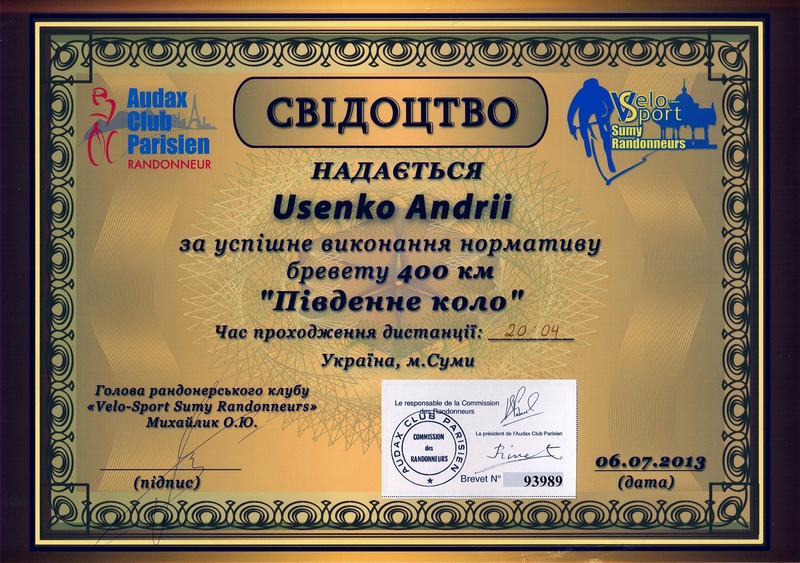 Audax
Club
Parisien
RANDONNEUR
СВІДОЦТВО
Velo-
Sport
Sumy
Randonneurs
НАДАЄТЬСЯ
Usenko Andrii
за успішне виконання нормативу
бревету 400 км
"Південне коло"
Час проходження дистанції: 20 04
Україна, м.Суми
Голова рандонерського клубу
«Velo-Sport Sumy Randonneurs»
Михайлик О.Ю.
(підпис)
Le responsable de la Commission
des Randonneurs
Le président de l'Audax Club Parisien
AUDAX CLUB PARISIEN
COMMISSION
des
RANDONNEURS
Brevet N° 93989
06.07.2013
(дата)